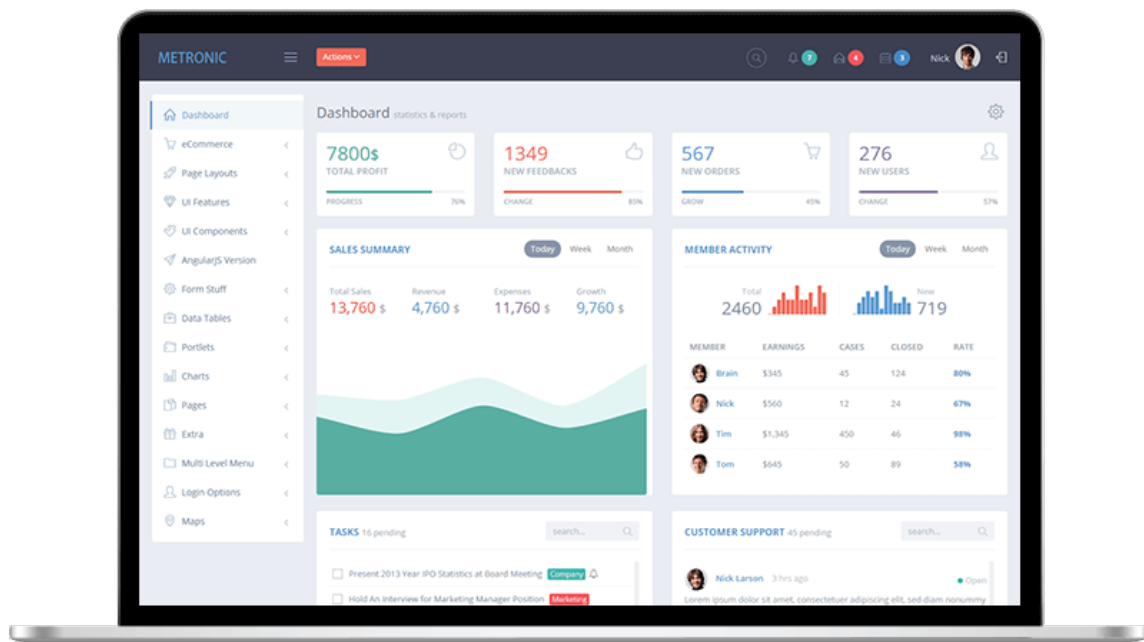 METRONIC
Actions
7
4
3
Nick
Dashboard
eCommerce
Page Layouts
UI Features
UI Components
AngularJS Version
Form Stuff
Data Tables
Portlets
Charts
Pages
Extra
Multi Level Menu
Login Options
Maps
Dashboard statistics & reports
7800$
TOTAL PROFIT
PROGRESS 76%
1349
NEW FEEDBACKS
CHANGE 85%
567
NEW ORDERS
GROW 45%
276
NEW USERS
CHANGE 57%
SALES SUMMARY Today Week Month
Total Sales Revenue Expenses Growth
13,760 $ 4,760 $ 11,760 $ 9,760 $
MEMBER ACTIVITY Today Week Month
Total New
2460 719
MEMBER EARNINGS CASES CLOSED RATE
Brain $345 45 124 80%
Nick $560 12 24 67%
Tim $1,345 450 46 98%
Tom $645 50 89 58%
TASKS 16 pending search...
Present 2013 Year IPO Statistics at Board Meeting Company
Hold An Interview for Marketing Manager Position Marketing
CUSTOMER SUPPORT 45 pending search...
Nick Larson 3 hrs ago Open
Lorem ipsum dolor sit amet, consectetuer adipiscing elit, sed diam nonummy